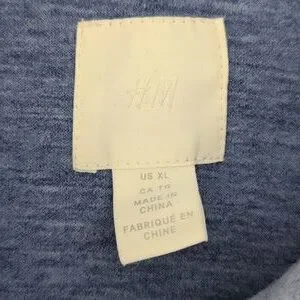 H&M
US XL
CA TG
MADE IN
CHINA
FABRIQUÉ EN
CHINE